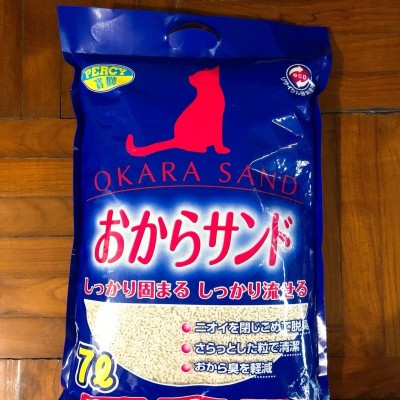 PERCY
eco
OKARA SAND
おからサンド
しっかり固まる しっかり流せる
ニオイを閉じこめて脱臭
さらっとした粒で清潔
おから臭を軽減
7ℓ